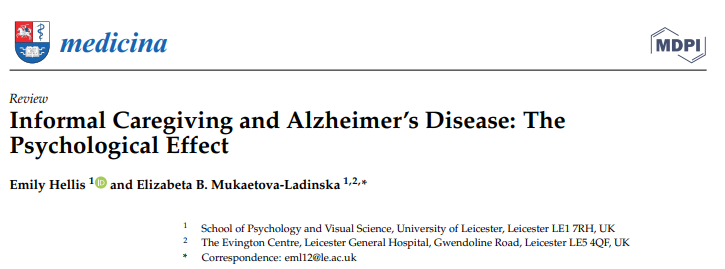 medicina
MDPI
Review
Informal Caregiving and Alzheimer's Disease: The
Psychological Effect
Emily Hellis 1 iD and Elizabeta B. Mukaetova-Ladinska 1,2,*
1 School of Psychology and Visual Science, University of Leicester, Leicester LE1 7RH, UK
2 The Evington Centre, Leicester General Hospital, Gwendoline Road, Leicester LE5 4QF, UK
* Correspondence: eml12@le.ac.uk